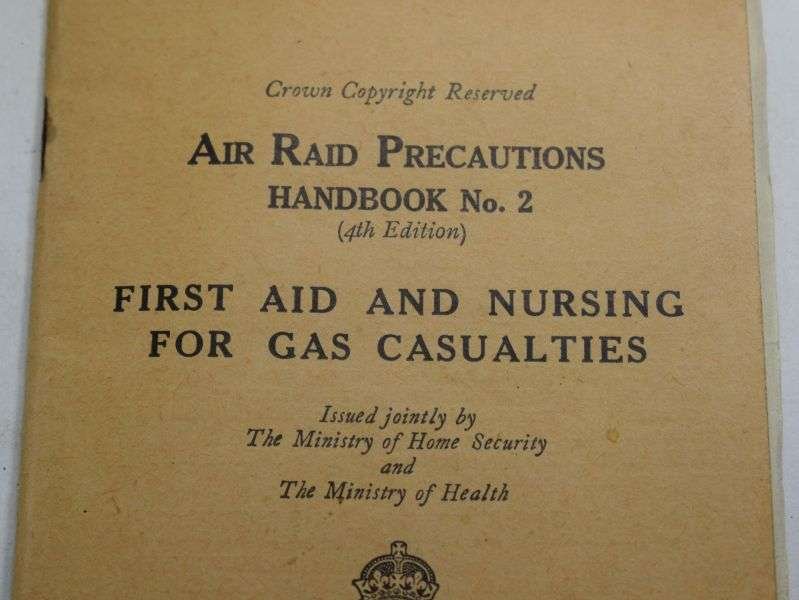 Crown Copyright Reserved
AIR RAID PRECAUTIONS
HANDBOOK No. 2
(4th Edition)
FIRST AID AND NURSING
FOR GAS CASUALTIES
Issued jointly by
The Ministry of Home Security
and
The Ministry of Health